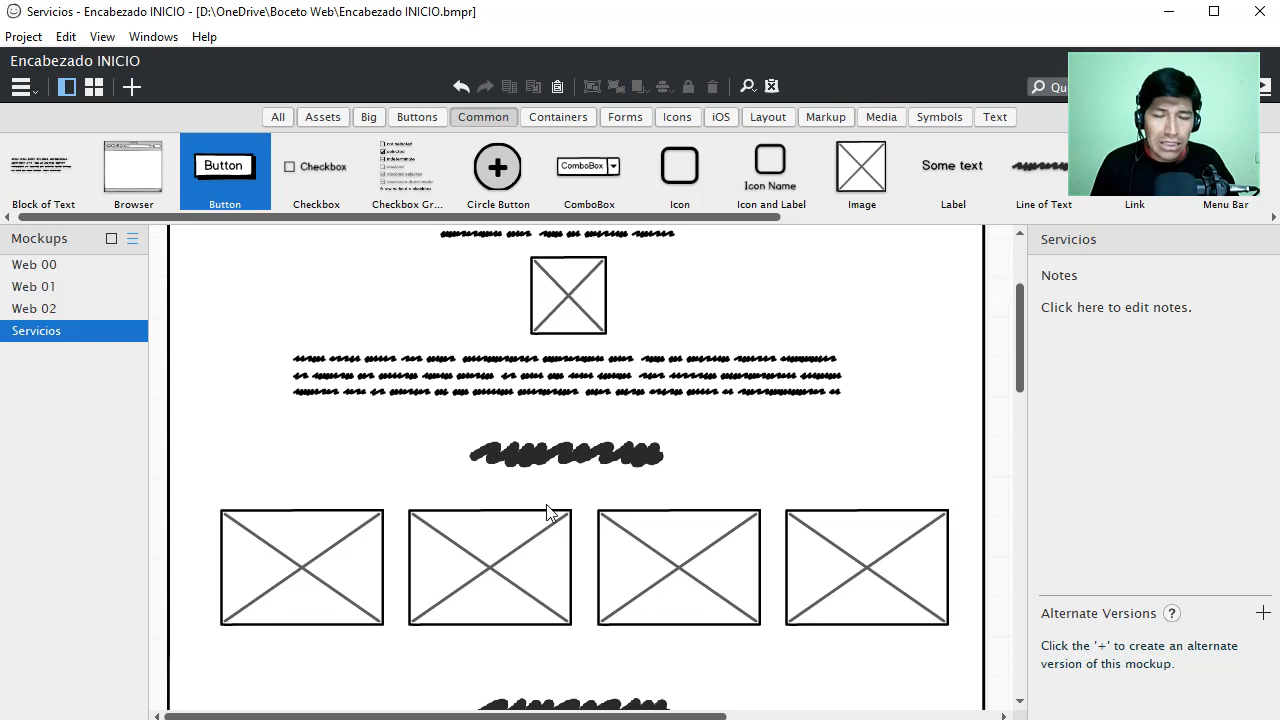 Servicios - Encabezado INICIO - [D:\OneDrive\Boceto Web\Encabezado INICIO.bmpr]
Project Edit View Windows Help
Encabezado INICIO
Qu
All Assets Big Buttons Common Containers Forms Icons iOS Layout Markup Media Symbols Text
Button
Checkbox
ComboBox
Icon Name
Some text
Block of Text Browser Button Checkbox Checkbox Gr... Circle Button ComboBox Icon Icon and Label Image Label Line of Text Link Menu Bar
Mockups
Web 00
Web 01
Web 02
Servicios
Servicios
Notes
Click here to edit notes.
Alternate Versions ?
Click the '+' to create an alternate
version of this mockup.